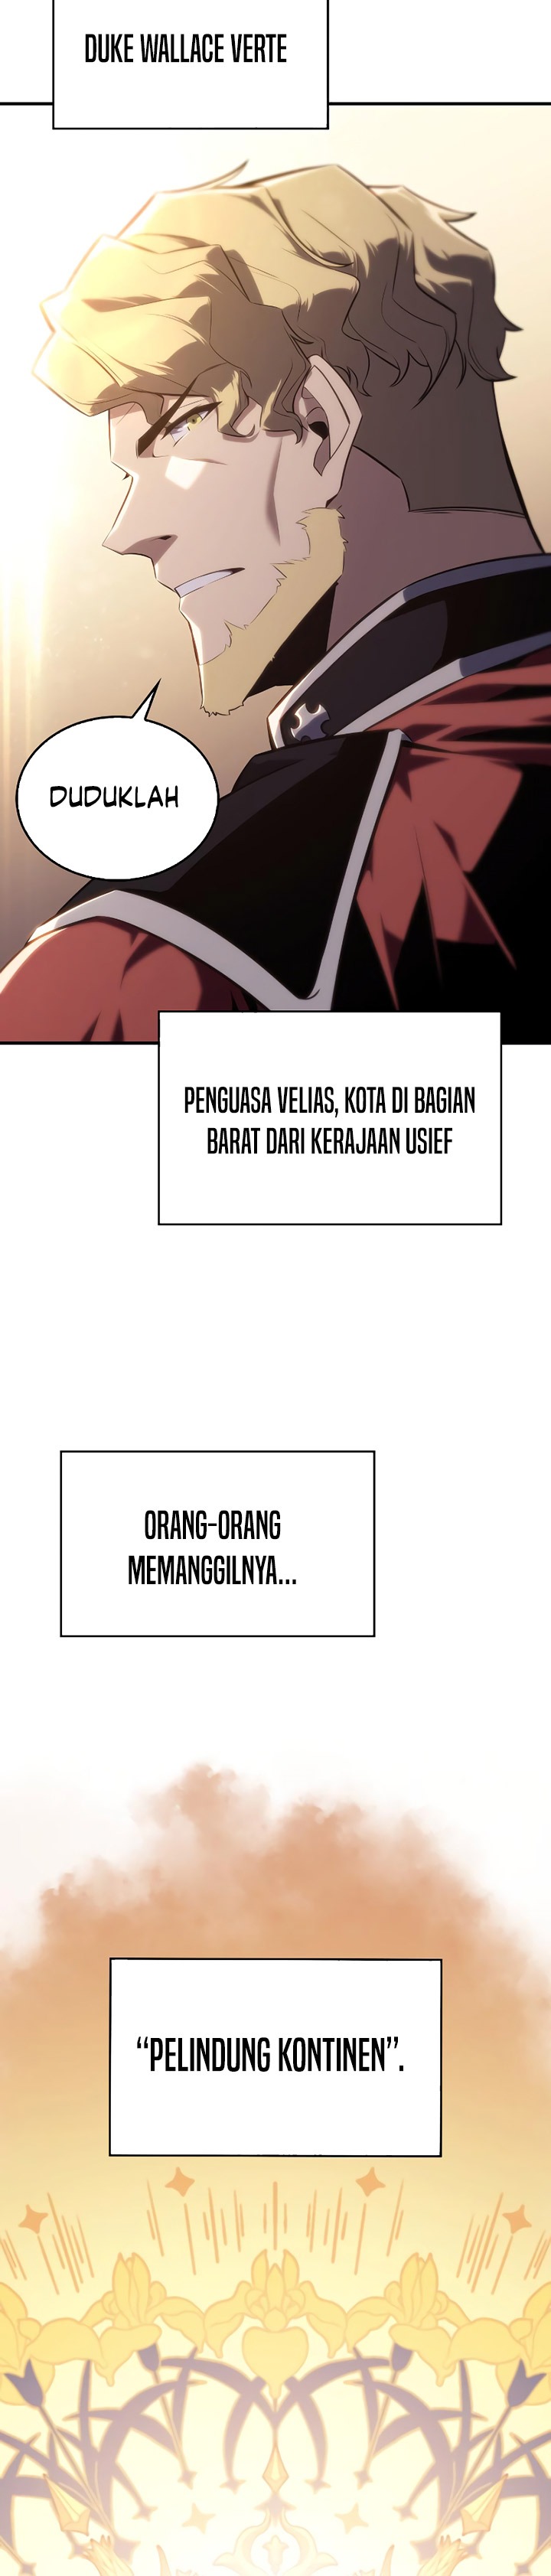 DUKE WALLACE VERTE
DUDUKLAH
PENGUASA VELIAS, KOTA DI BAGIAN
BARAT DARI KERAJAAN USIEF
ORANG-ORANG
MEMANGGILNYA...
“PELINDUNG KONTINEN”.